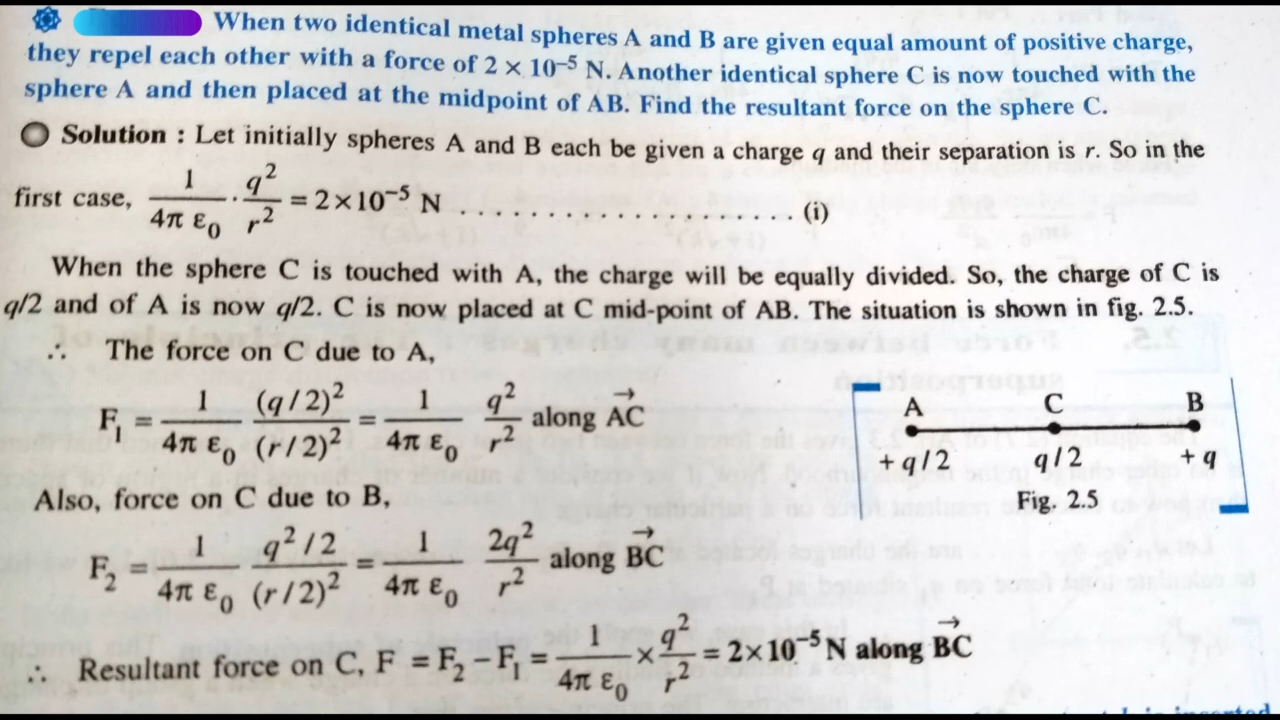 When two identical metal spheres A and B are given equal amount of positive charge,
they repel each other with a force of 2 × 10⁻⁵ N. Another identical sphere C is now touched with the
sphere A and then placed at the midpoint of AB. Find the resultant force on the sphere C.
Solution : Let initially spheres A and B each be given a charge q and their separation is r. So in the
first case, 1/(4π ε₀) · q²/r² = 2×10⁻⁵ N . . . . . . . . . . . . . . . . . . . . . (i)
When the sphere C is touched with A, the charge will be equally divided. So, the charge of C is
q/2 and of A is now q/2. C is now placed at C mid-point of AB. The situation is shown in fig. 2.5.
∴ The force on C due to A,
F₁ = 1/(4π ε₀) (q/2)²/(r/2)² = 1/(4π ε₀) q²/r² along A⃗C⃗
Also, force on C due to B,
F₂ = 1/(4π ε₀) (q²/2)/(r/2)² = 1/(4π ε₀) 2q²/r² along B⃗C⃗
∴ Resultant force on C, F = F₂ − F₁ = 1/(4π ε₀) × q²/r² = 2×10⁻⁵ N along B⃗C⃗
A C B
+ q/2 q/2 + q
Fig. 2.5